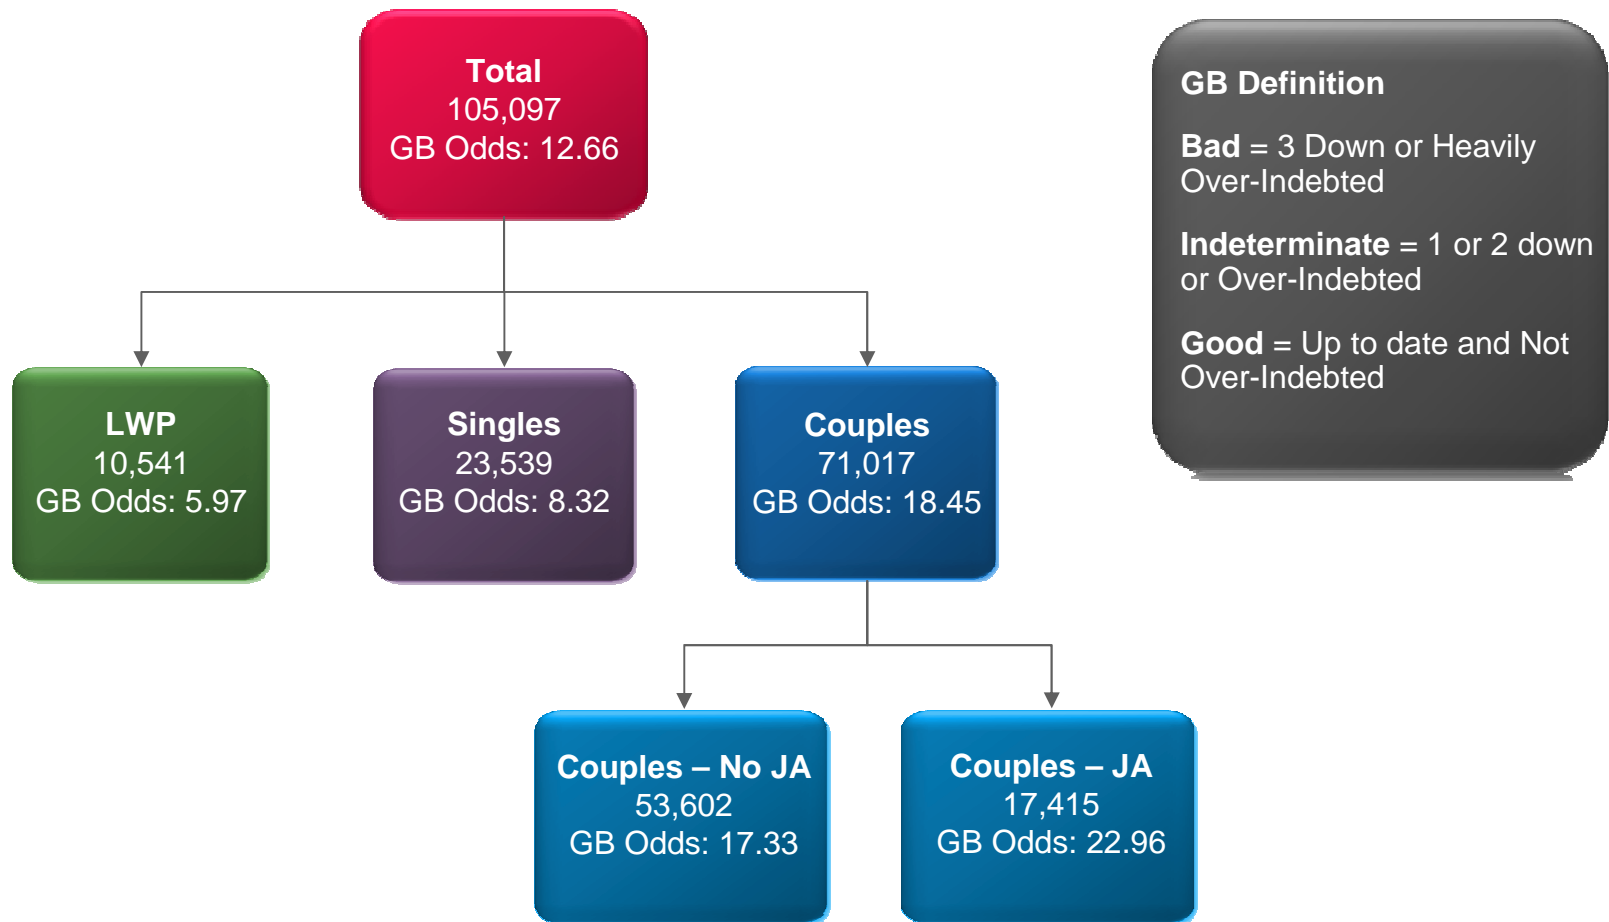 Total
105,097
GB Odds: 12.66
GB Definition
Bad = 3 Down or Heavily
Over-Indebted
Indeterminate = 1 or 2 down
or Over-Indebted
Good = Up to date and Not
Over-Indebted
LWP
10,541
GB Odds: 5.97
Singles
23,539
GB Odds: 8.32
Couples
71,017
GB Odds: 18.45
Couples – No JA
53,602
GB Odds: 17.33
Couples – JA
17,415
GB Odds: 22.96